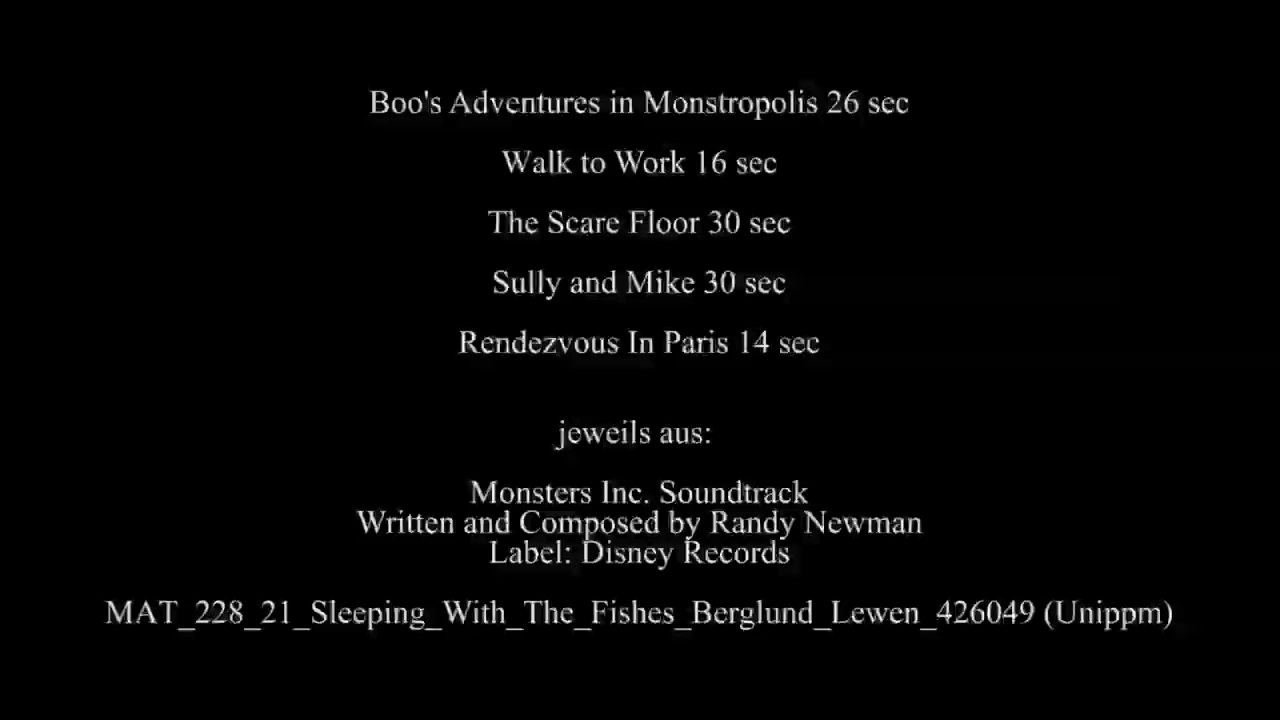 Boo's Adventures in Monstropolis 26 sec
Walk to Work 16 sec
The Scare Floor 30 sec
Sully and Mike 30 sec
Rendezvous In Paris 14 sec
jeweils aus:
Monsters Inc. Soundtrack
Written and Composed by Randy Newman
Label: Disney Records
MAT_228_21_Sleeping_With_The_Fishes_Berglund_Lewen_426049 (Unippm)